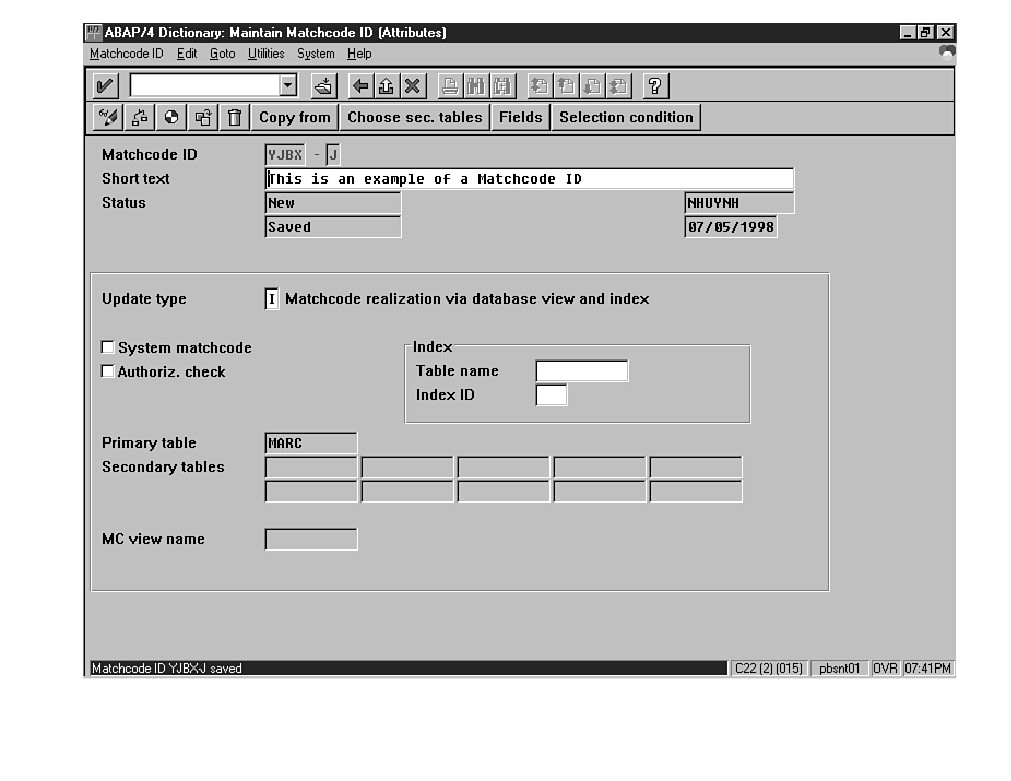 ABAP/4 Dictionary: Maintain Matchcode ID (Attributes)
Matchcode ID Edit Goto Utilities System Help
Copy from Choose sec. tables Fields Selection condition
Matchcode ID YJBX - J
Short text This is an example of a Matchcode ID
Status New NHUYNH
Saved 07/05/1998
Update type I Matchcode realization via database view and index
System matchcode Index
Authoriz. check Table name
Index ID
Primary table MARC
Secondary tables
MC view name
Matchcode ID YJBX-J saved C22 (2) (015) pbsnt01 OVR 07:41PM